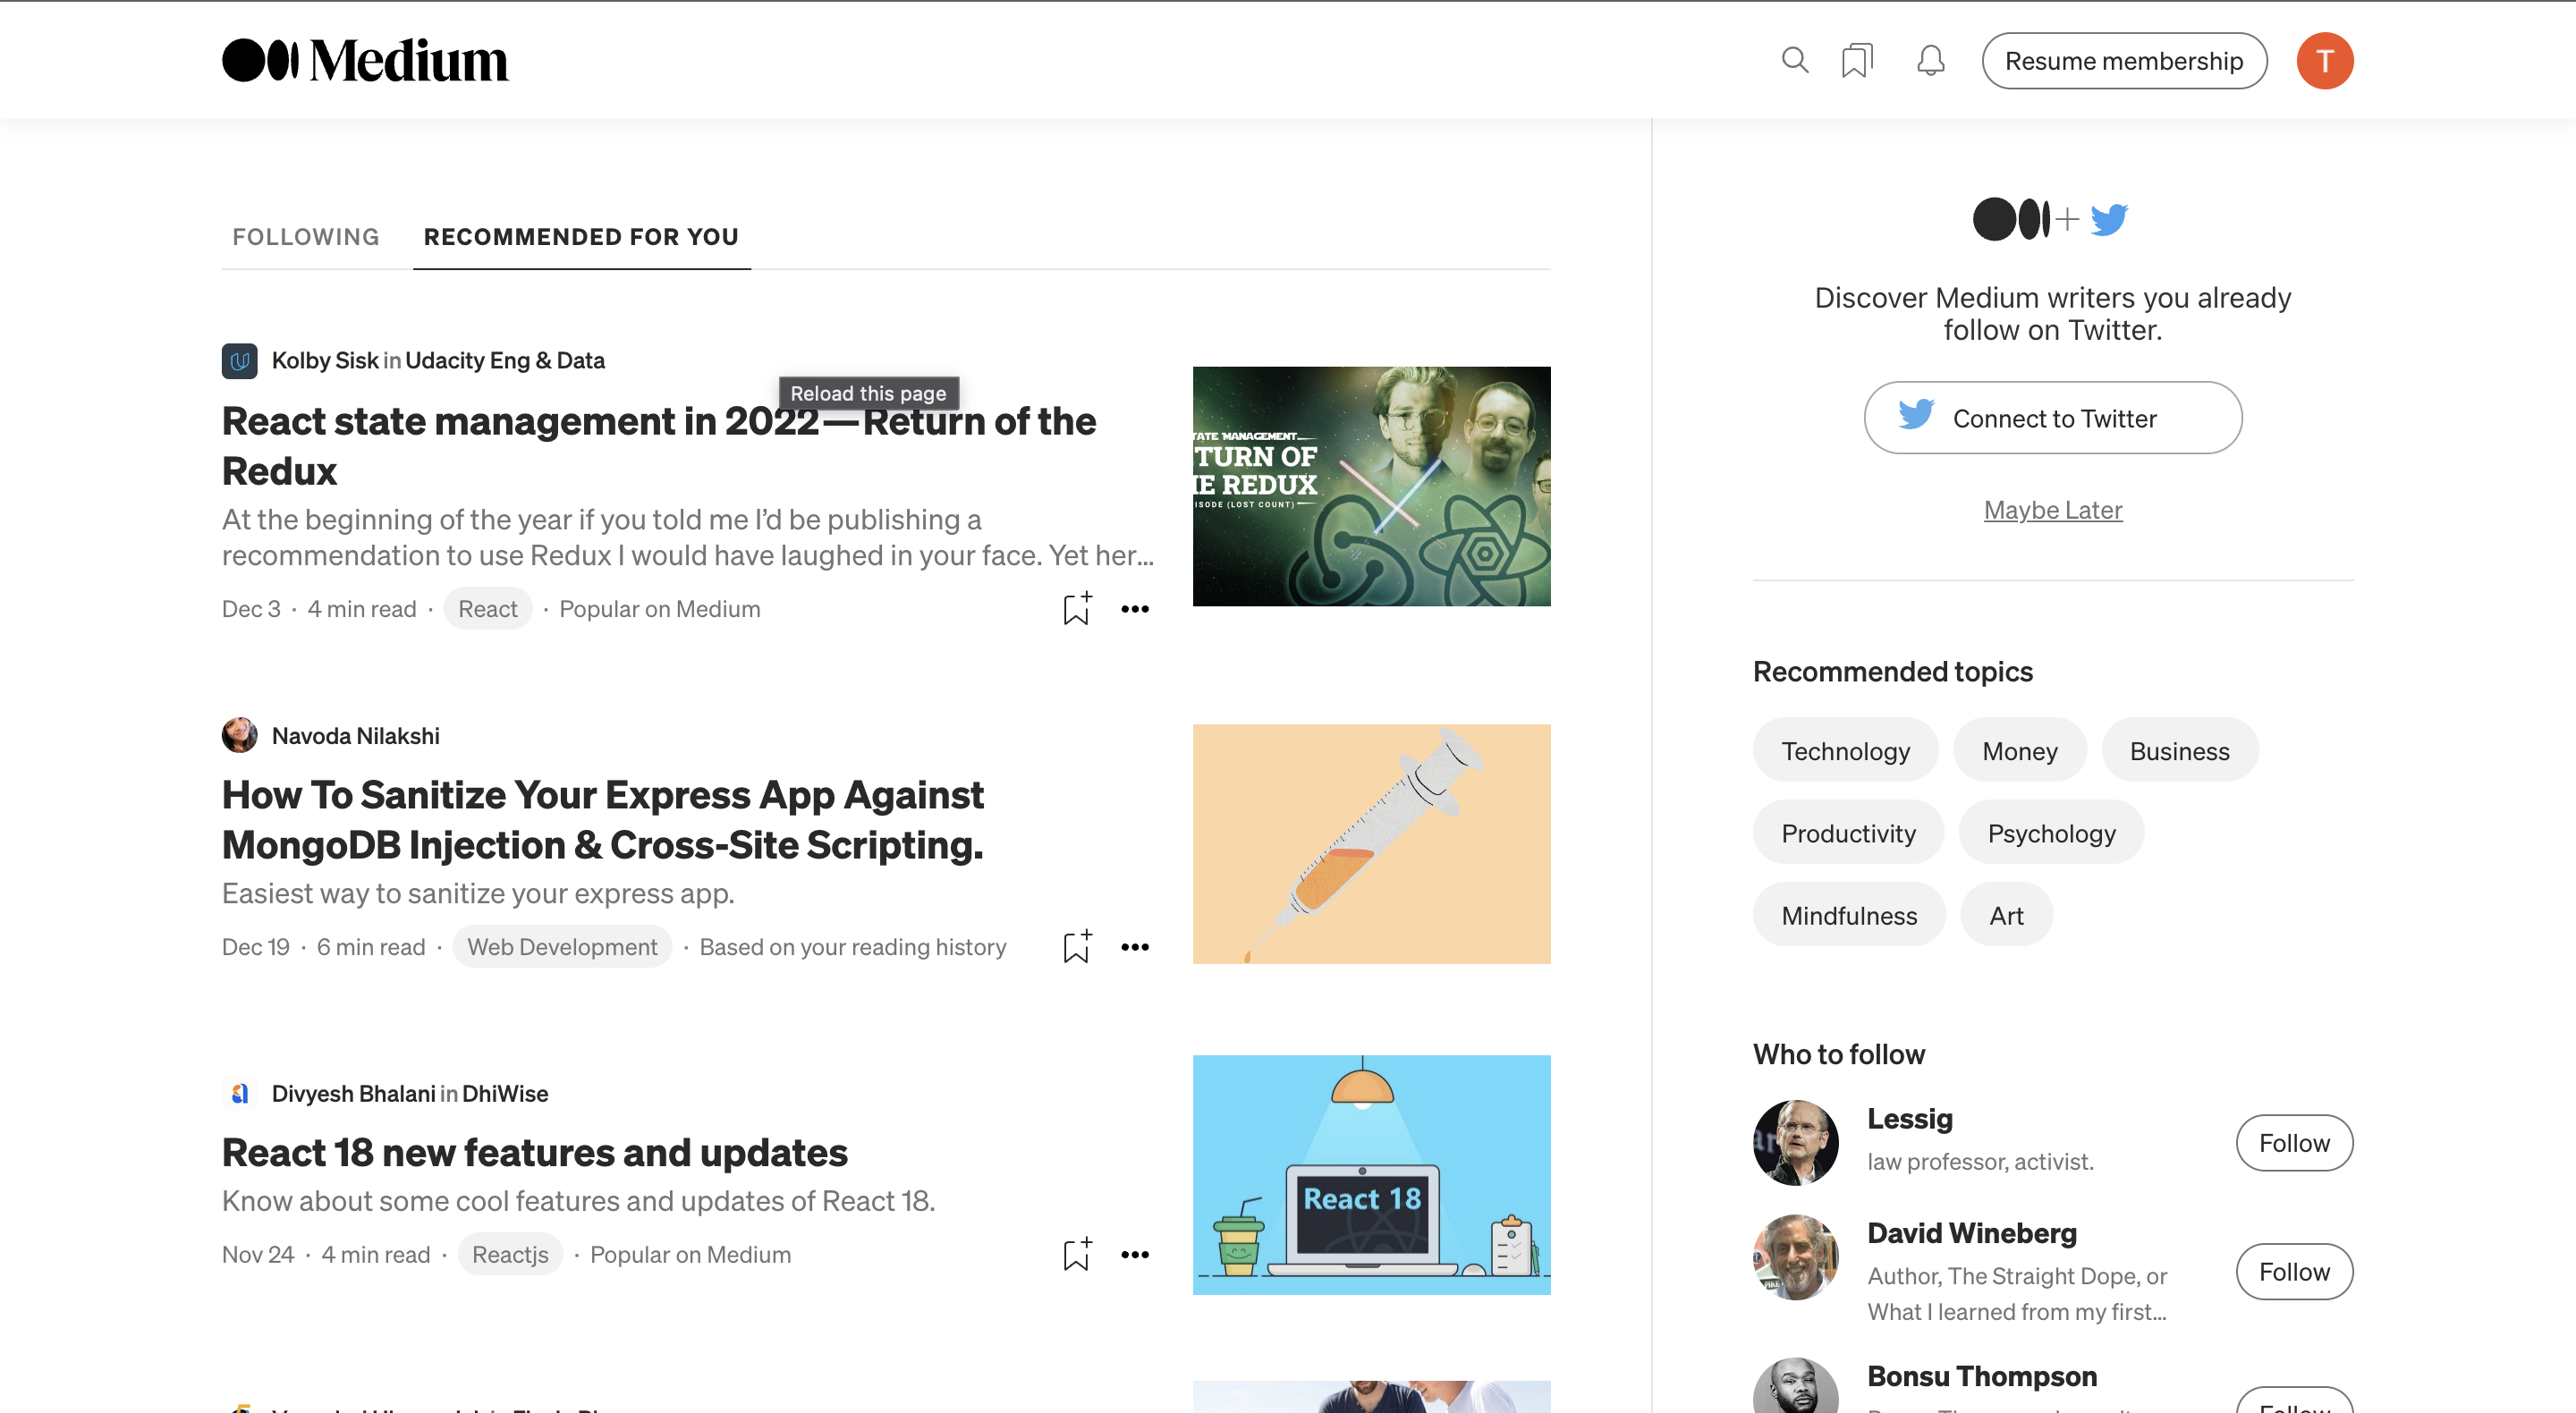 Medium
Resume membership
T
FOLLOWING
RECOMMENDED FOR YOU
Kolby Sisk in Udacity Eng & Data
Reload this page
React state management in 2022—Return of the
Redux
At the beginning of the year if you told me I'd be publishing a
recommendation to use Redux I would have laughed in your face. Yet her...
Dec 3 · 4 min read · React · Popular on Medium
TATE MANAGEMENT
TURN OF
E REDUX
ISODE (LOST COUNT)
Navoda Nilakshi
How To Sanitize Your Express App Against
MongoDB Injection & Cross-Site Scripting.
Easiest way to sanitize your express app.
Dec 19 · 6 min read · Web Development · Based on your reading history
Divyesh Bhalani in DhiWise
React 18 new features and updates
Know about some cool features and updates of React 18.
Nov 24 · 4 min read · Reactjs · Popular on Medium
React 18
Discover Medium writers you already
follow on Twitter.
Connect to Twitter
Maybe Later
Recommended topics
Technology
Money
Business
Productivity
Psychology
Mindfulness
Art
Who to follow
Lessig
law professor, activist.
Follow
David Wineberg
Author, The Straight Dope, or
What I learned from my first...
Follow
Bonsu Thompson
Follow